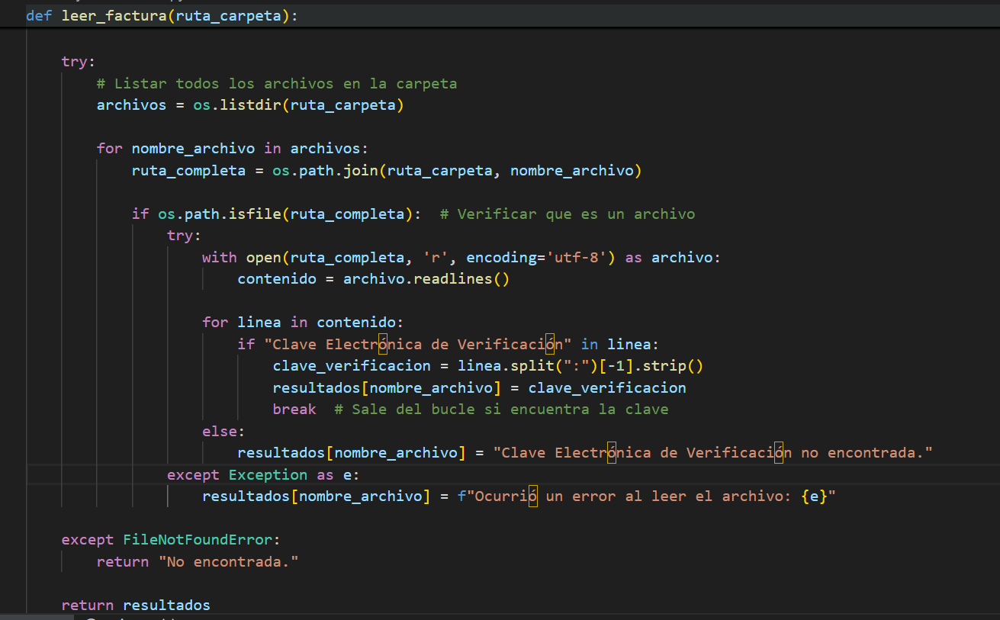 def leer_factura(ruta_carpeta):
try:
# Listar todos los archivos en la carpeta
archivos = os.listdir(ruta_carpeta)
for nombre_archivo in archivos:
ruta_completa = os.path.join(ruta_carpeta, nombre_archivo)
if os.path.isfile(ruta_completa):  # Verificar que es un archivo
try:
with open(ruta_completa, 'r', encoding='utf-8') as archivo:
contenido = archivo.readlines()
for linea in contenido:
if "Clave Electrónica de Verificación" in linea:
clave_verificacion = linea.split(":")[-1].strip()
resultados[nombre_archivo] = clave_verificacion
break  # Sale del bucle si encuentra la clave
else:
resultados[nombre_archivo] = "Clave Electrónica de Verificación no encontrada."
except Exception as e:
resultados[nombre_archivo] = f"Ocurrió un error al leer el archivo: {e}"
except FileNotFoundError:
return "No encontrada."
return resultados